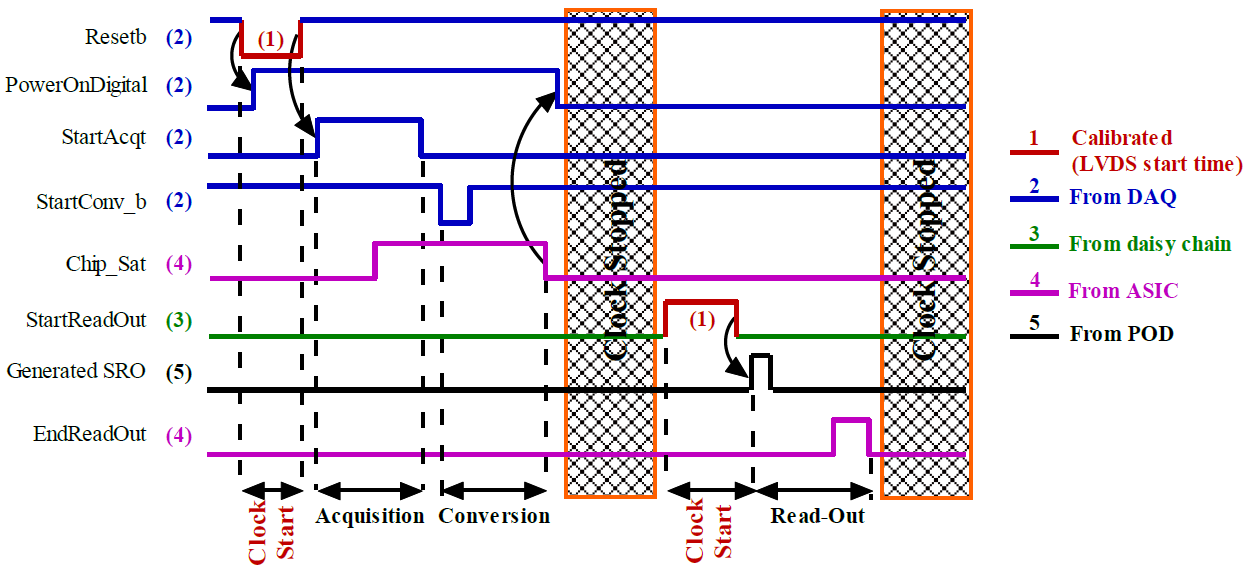 Resetb (2)
(1)
PowerOnDigital (2)
StartAcqt (2)
StartConv_b (2)
Chip_Sat (4)
StartReadOut (3)
(1)
Generated SRO (5)
EndReadOut (4)
Clock Stopped
Clock Stopped
Clock
Start
Acquisition
Conversion
Clock
Start
Read-Out
1 Calibrated
(LVDS start time)
2 From DAQ
3 From daisy chain
4 From ASIC
5 From POD